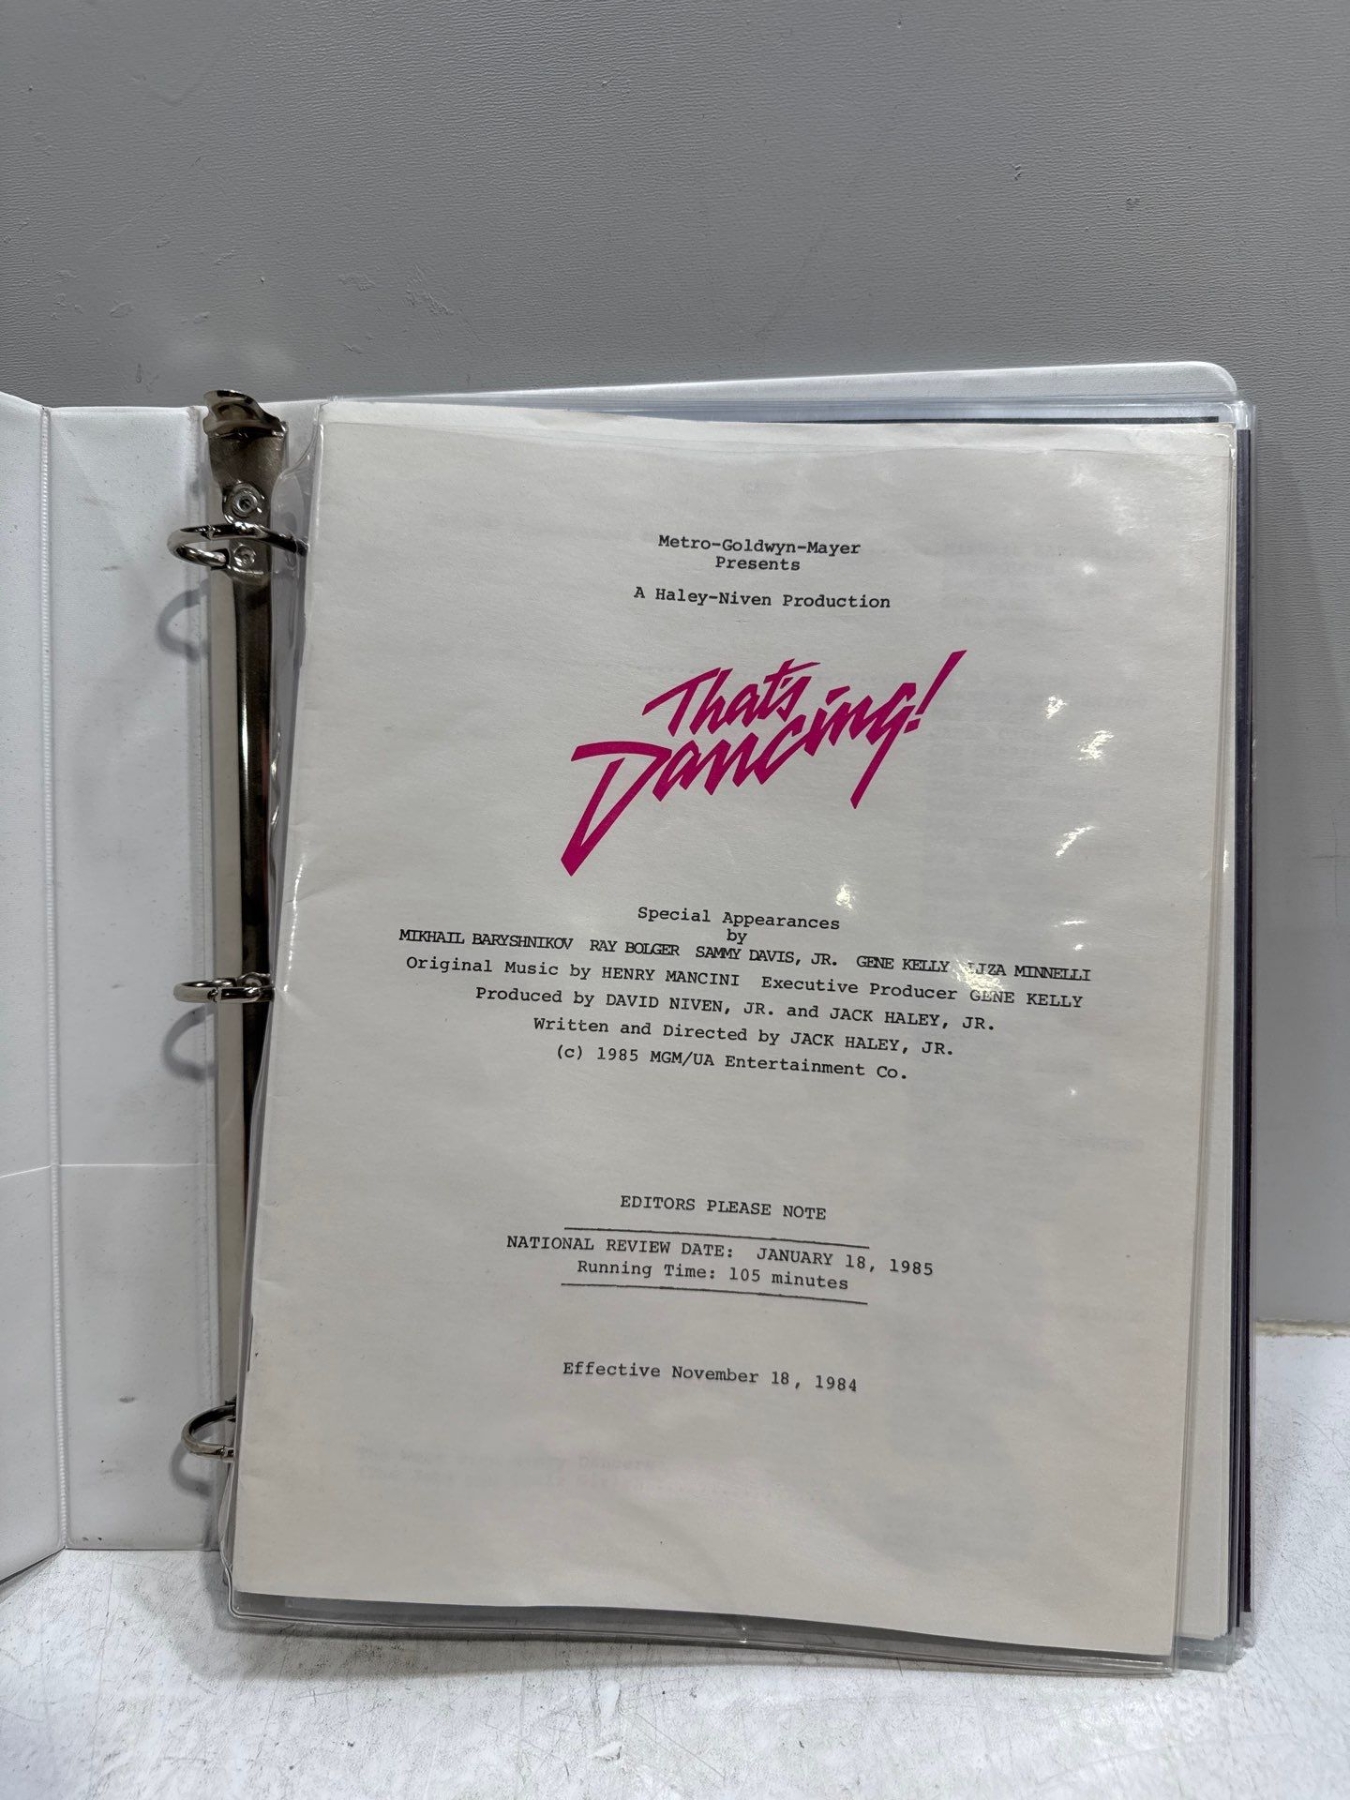 Metro-Goldwyn-Mayer
Presents
A Haley-Niven Production
That's
Dancing!
Special Appearances
by
MIKHAIL BARYSHNIKOV RAY BOLGER SAMMY DAVIS, JR. GENE KELLY LIZA MINNELLI
Original Music by HENRY MANCINI Executive Producer GENE KELLY
Produced by DAVID NIVEN, JR. and JACK HALEY, JR.
Written and Directed by JACK HALEY, JR.
(c) 1985 MGM/UA Entertainment Co.
EDITORS PLEASE NOTE
NATIONAL REVIEW DATE: JANUARY 18, 1985
Running Time: 105 minutes
Effective November 18, 1984